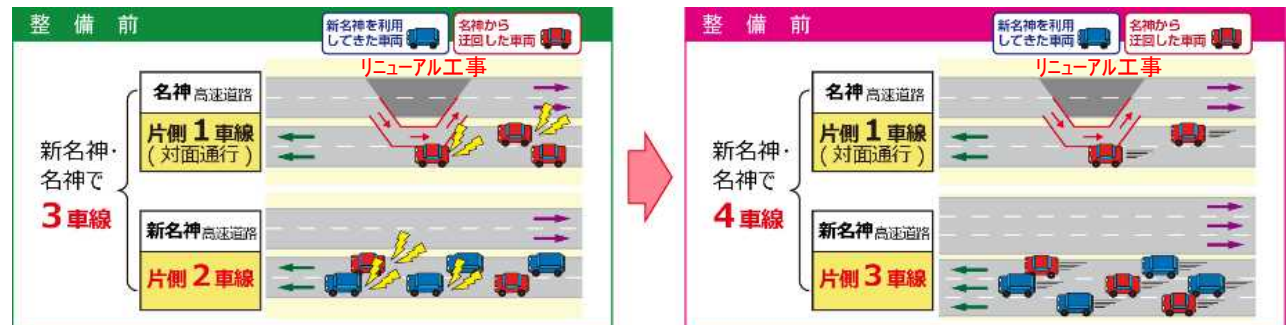 整備前
新名神を利用
してきた車両
名神から
迂回した車両
リニューアル工事
新名神・
名神で
3車線
名神高速道路
片側1車線
(対面通行)
新名神高速道路
片側2車線
整備前
新名神を利用
してきた車両
名神から
迂回した車両
リニューアル工事
新名神・
名神で
4車線
名神高速道路
片側1車線
(対面通行)
新名神高速道路
片側3車線